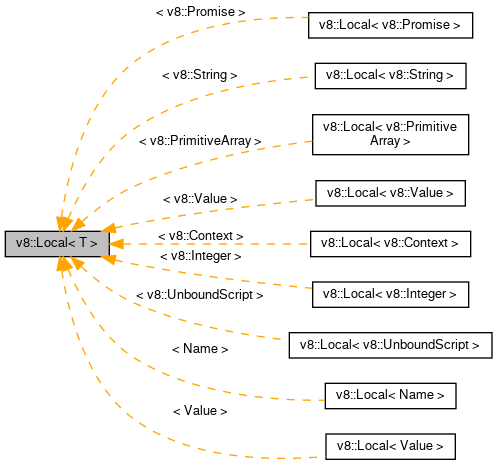 < v8::Promise >
v8::Local< v8::Promise >
< v8::String >
v8::Local< v8::String >
< v8::PrimitiveArray >
v8::Local< v8::Primitive
Array >
< v8::Value >
v8::Local< v8::Value >
v8::Local< T >
< v8::Context >
v8::Local< v8::Context >
< v8::Integer >
v8::Local< v8::Integer >
< v8::UnboundScript >
v8::Local< v8::UnboundScript >
< Name >
v8::Local< Name >
< Value >
v8::Local< Value >